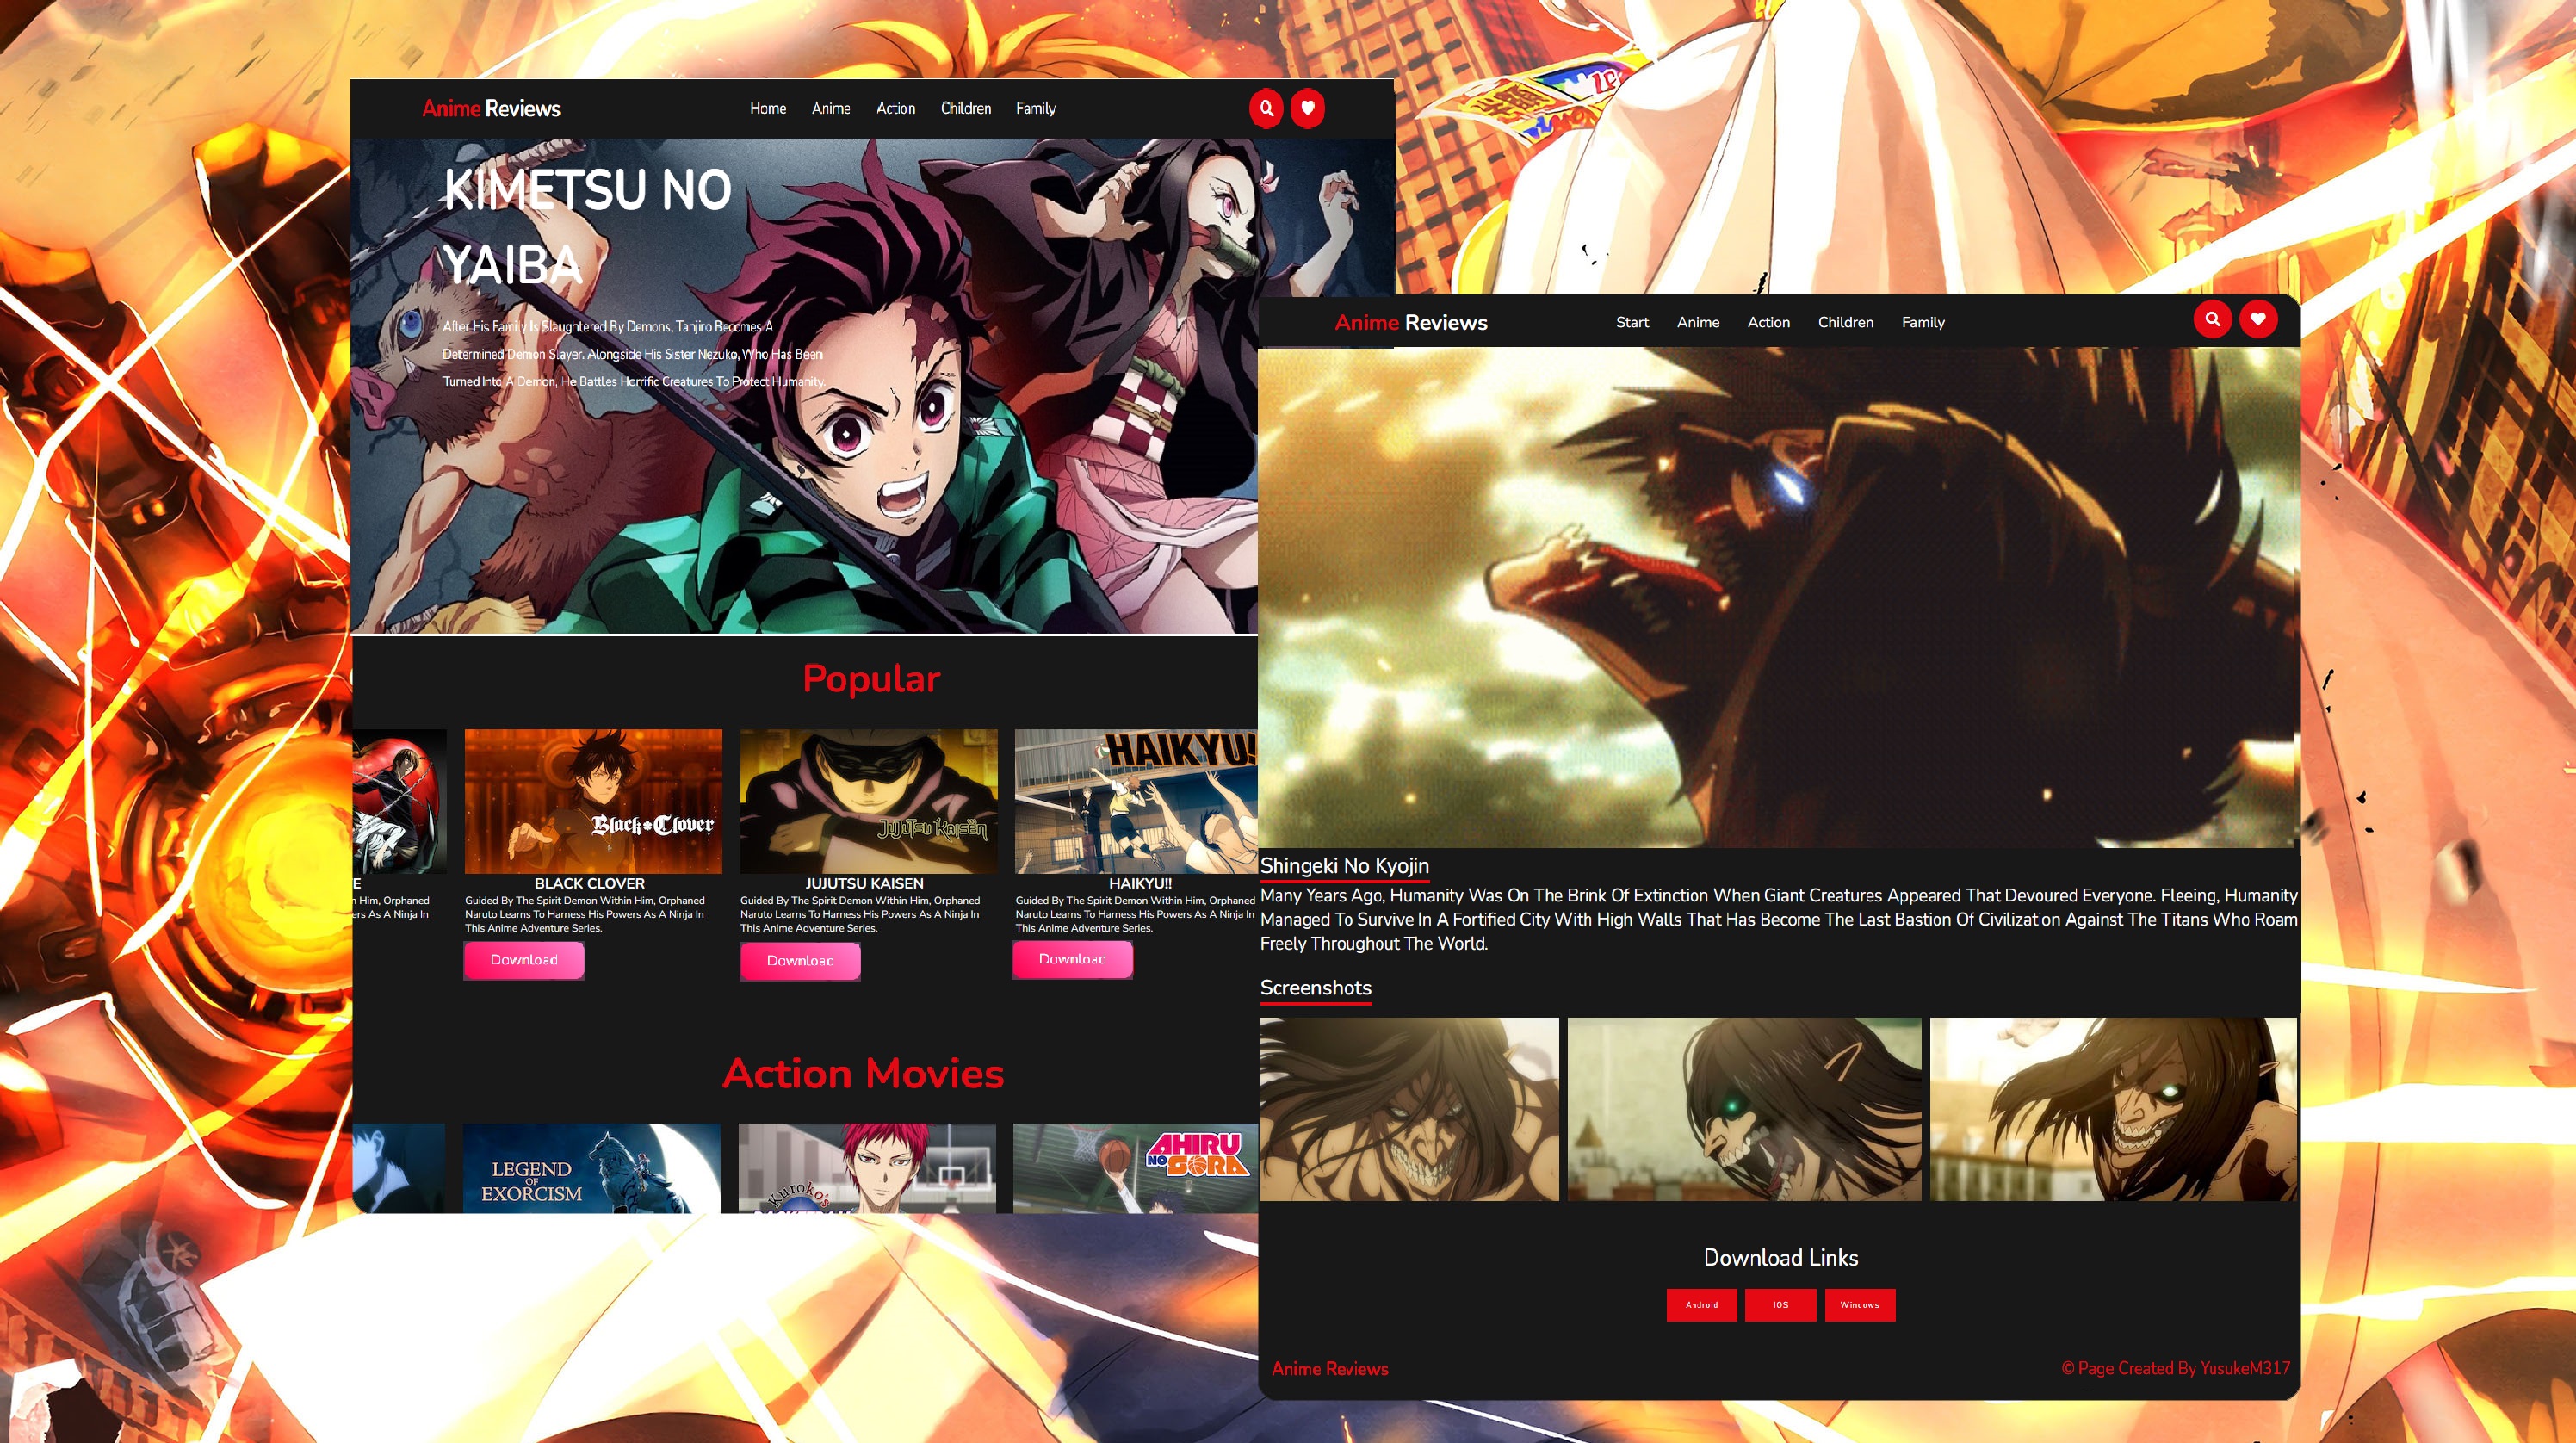 Anime Reviews
Home Anime Action Children Family
KIMETSU NO
YAIBA
After His Family Is Slaughtered By Demons, Tanjiro Becomes A
Determined Demon Slayer. Alongside His Sister Nezuko, Who Has Been
Turned Into A Demon, He Battles Horrific Creatures To Protect Humanity.
Popular
Black Clover
JUJUTSU KAISEN
HAIKYU!
E
n Him, Orphaned
ers As A Ninja In
BLACK CLOVER
Guided By The Spirit Demon Within Him, Orphaned
Naruto Learns To Harness His Powers As A Ninja In
This Anime Adventure Series.
Download
JUJUTSU KAISEN
Guided By The Spirit Demon Within Him, Orphaned
Naruto Learns To Harness His Powers As A Ninja In
This Anime Adventure Series.
Download
HAIKYU!!
Guided By The Spirit Demon Within Him, Orphaned
Naruto Learns To Harness His Powers As A Ninja In
This Anime Adventure Series.
Download
Action Movies
LEGEND
OF
EXORCISM
Kuroko's
AHIRU
NO SORA
Anime Reviews
Start Anime Action Children Family
Shingeki No Kyojin
Many Years Ago, Humanity Was On The Brink Of Extinction When Giant Creatures Appeared That Devoured Everyone. Fleeing, Humanity
Managed To Survive In A Fortified City With High Walls That Has Become The Last Bastion Of Civilization Against The Titans Who Roam
Freely Throughout The World.
Screenshots
Download Links
Android
IOS
Windows
Anime Reviews
© Page Created By YusukeM317